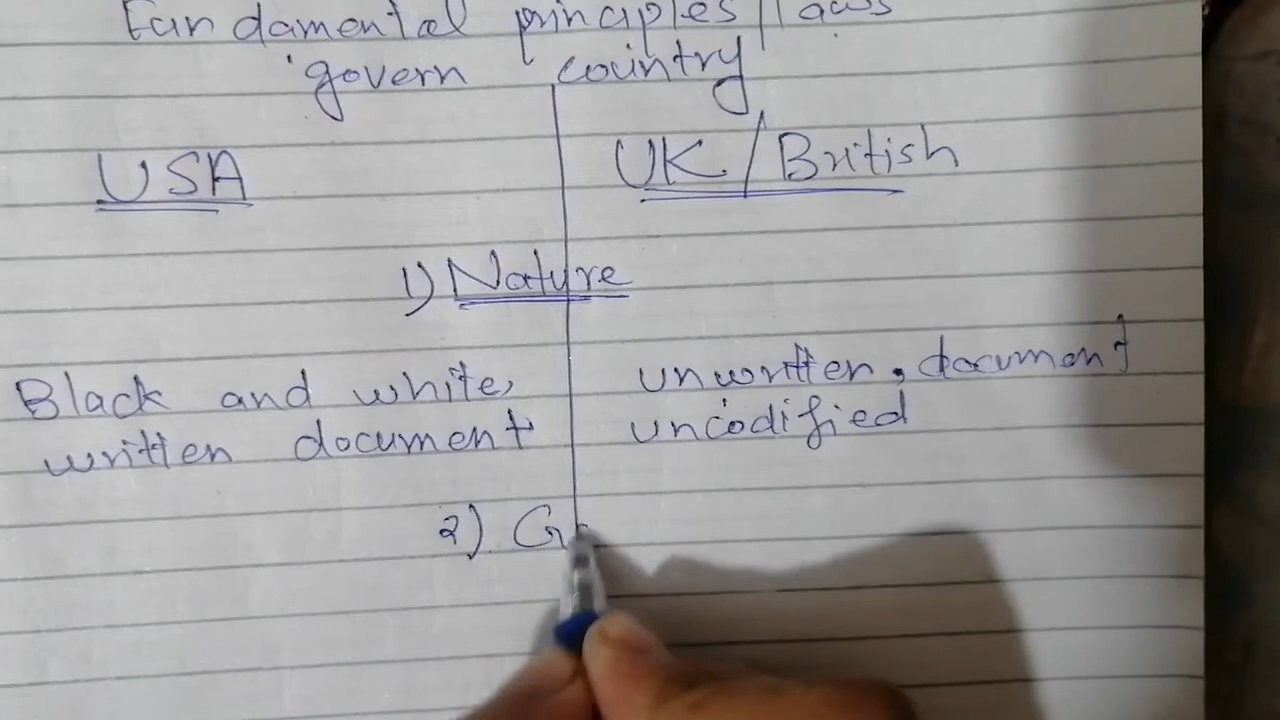 Fundamental principles/laws
govern country
USA
UK/British
1) Nature
Black and white,
written document
unwritten, document
uncodified
2) G